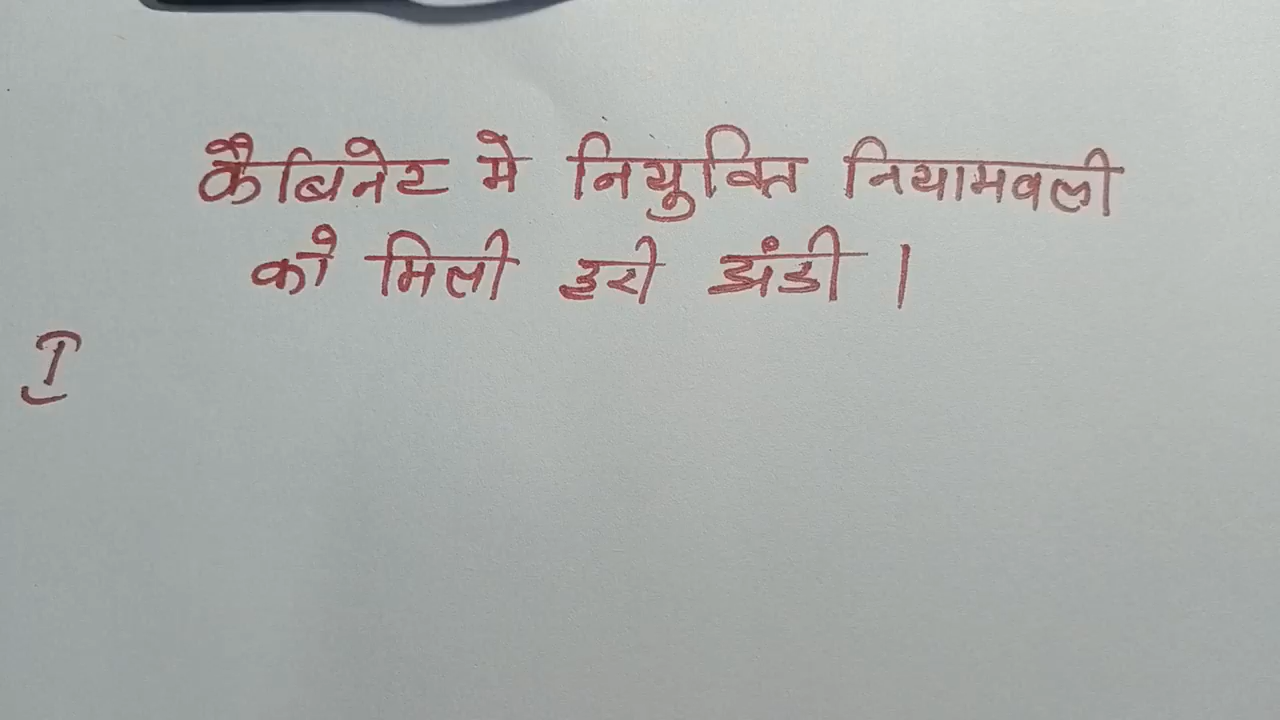 कैबिनेट मे नियुक्ति नियामवली
को मिली हरी झंडी ।
I